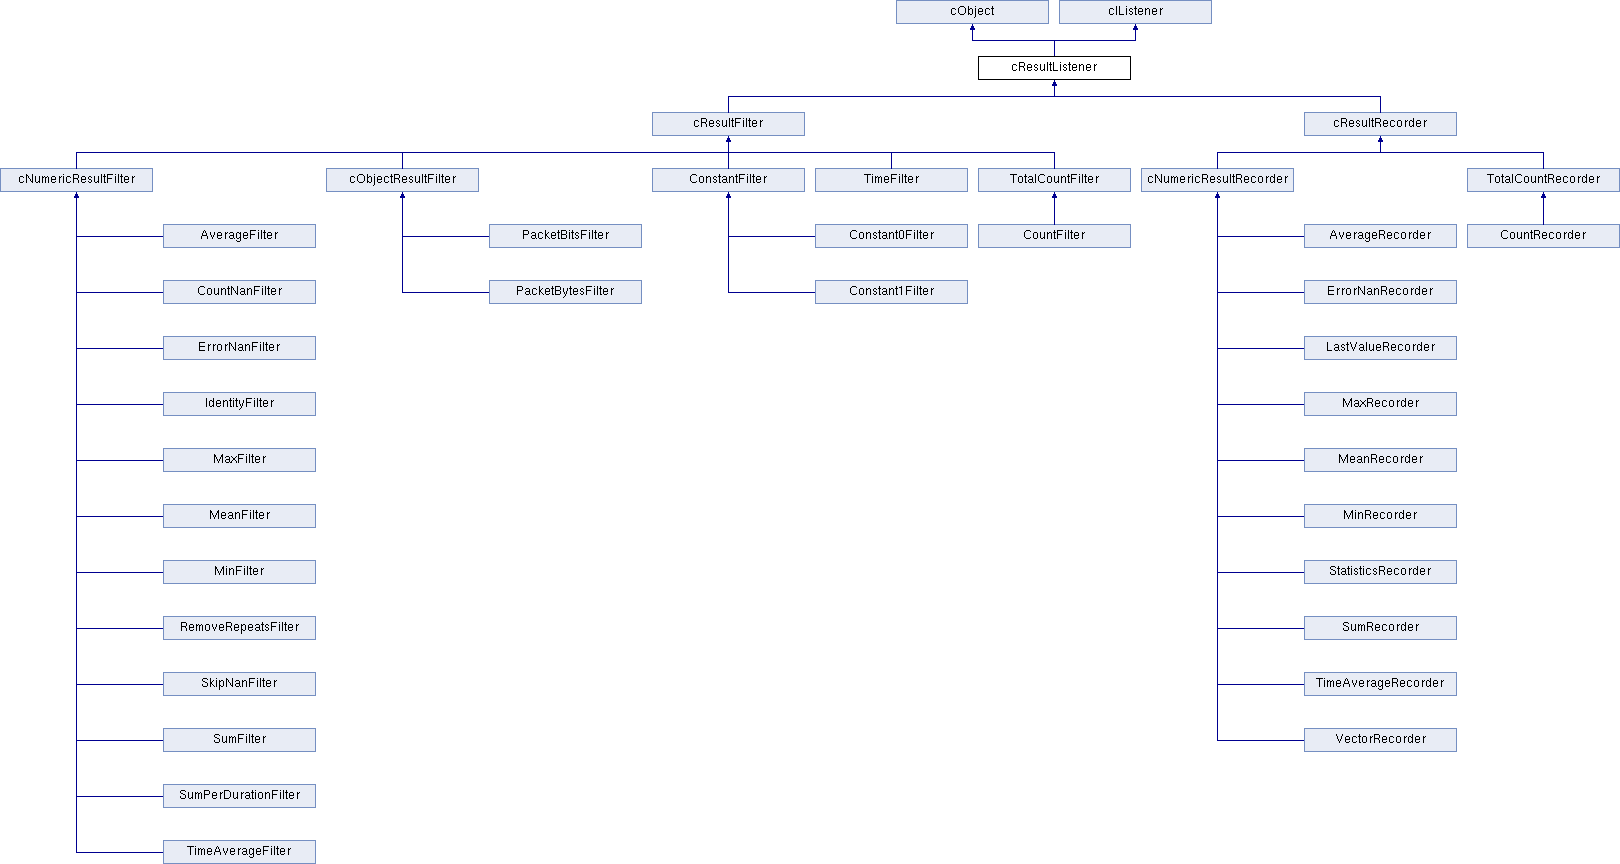 cObject cIListener
cResultListener
cResultFilter cResultRecorder
cNumericResultFilter cObjectResultFilter ConstantFilter TimeFilter TotalCountFilter cNumericResultRecorder TotalCountRecorder
AverageFilter PacketBitsFilter Constant0Filter CountFilter AverageRecorder CountRecorder
CountNanFilter PacketBytesFilter Constant1Filter ErrorNanRecorder
ErrorNanFilter LastValueRecorder
IdentityFilter MaxRecorder
MaxFilter MeanRecorder
MeanFilter MinRecorder
MinFilter StatisticsRecorder
RemoveRepeatsFilter SumRecorder
SkipNanFilter TimeAverageRecorder
SumFilter VectorRecorder
SumPerDurationFilter
TimeAverageFilter